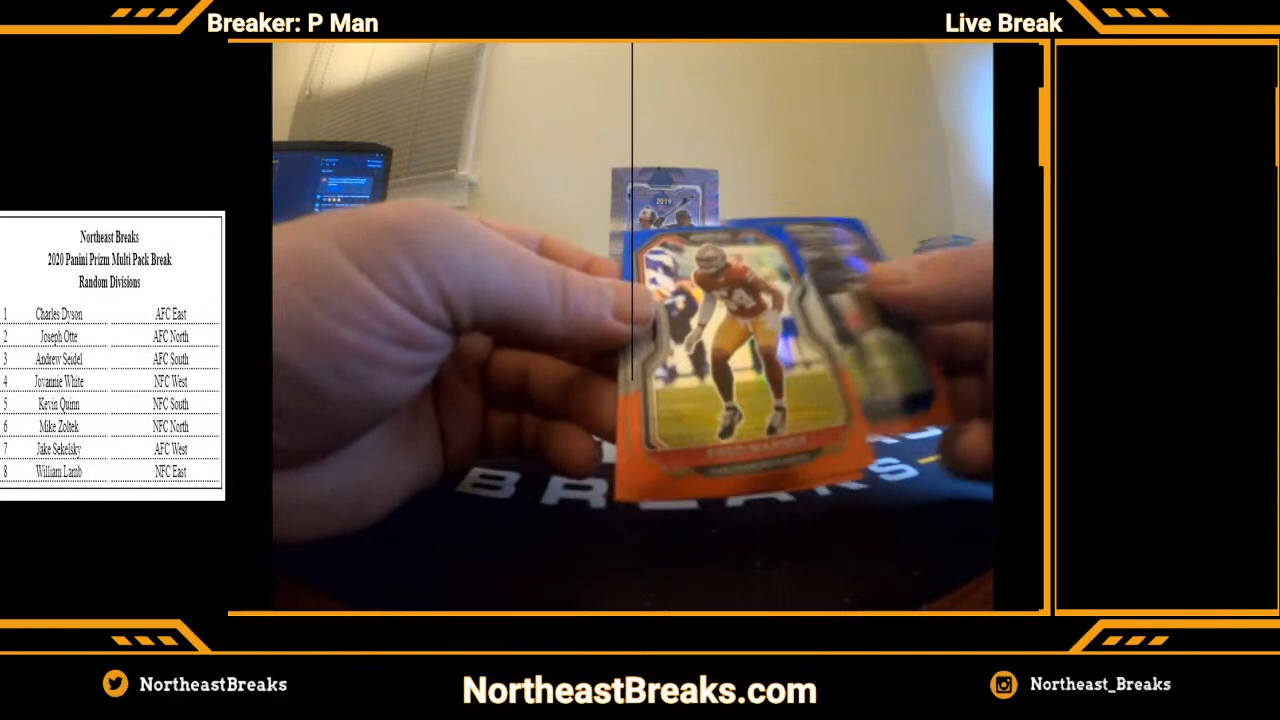 Breaker: P Man
Live Break
Northeast Breaks
2020 Panini Prizm Multi Pack Break
Random Divisions
1 Charles Dyson AFC East
2 Joseph Otte AFC North
3 Andrew Seidel AFC South
4 Jovannie White NFC West
5 Kevin Quinn NFC South
6 Mike Zoltek NFC North
7 Jake Sekelsky AFC West
8 William Lamb NFC East
2019
54
FRED WARNER
BREAKS
NortheastBreaks
NortheastBreaks.com
Northeast_Breaks